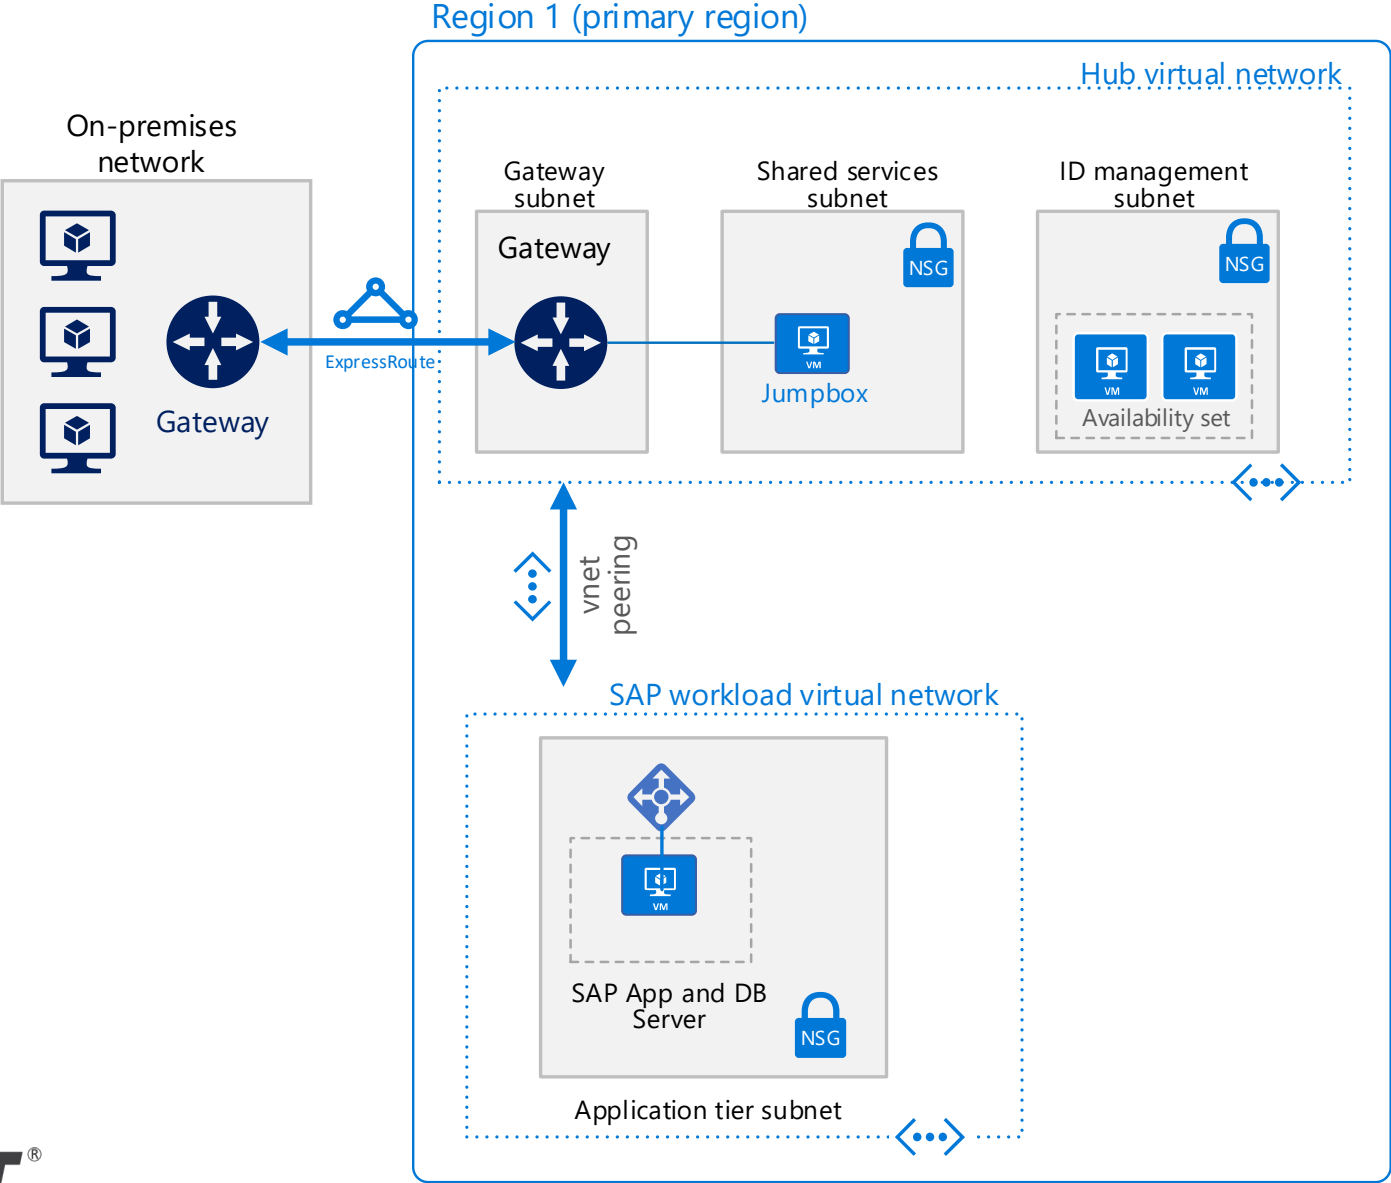 Region 1 (primary region)
Hub virtual network
On-premises
network
Gateway
subnet
Shared services
subnet
ID management
subnet
Gateway
NSG
NSG
ExpressRoute
Gateway
VM
Jumpbox
VM
VM
Availability set
vnet
peering
SAP workload virtual network
VM
SAP App and DB
Server
NSG
Application tier subnet
®